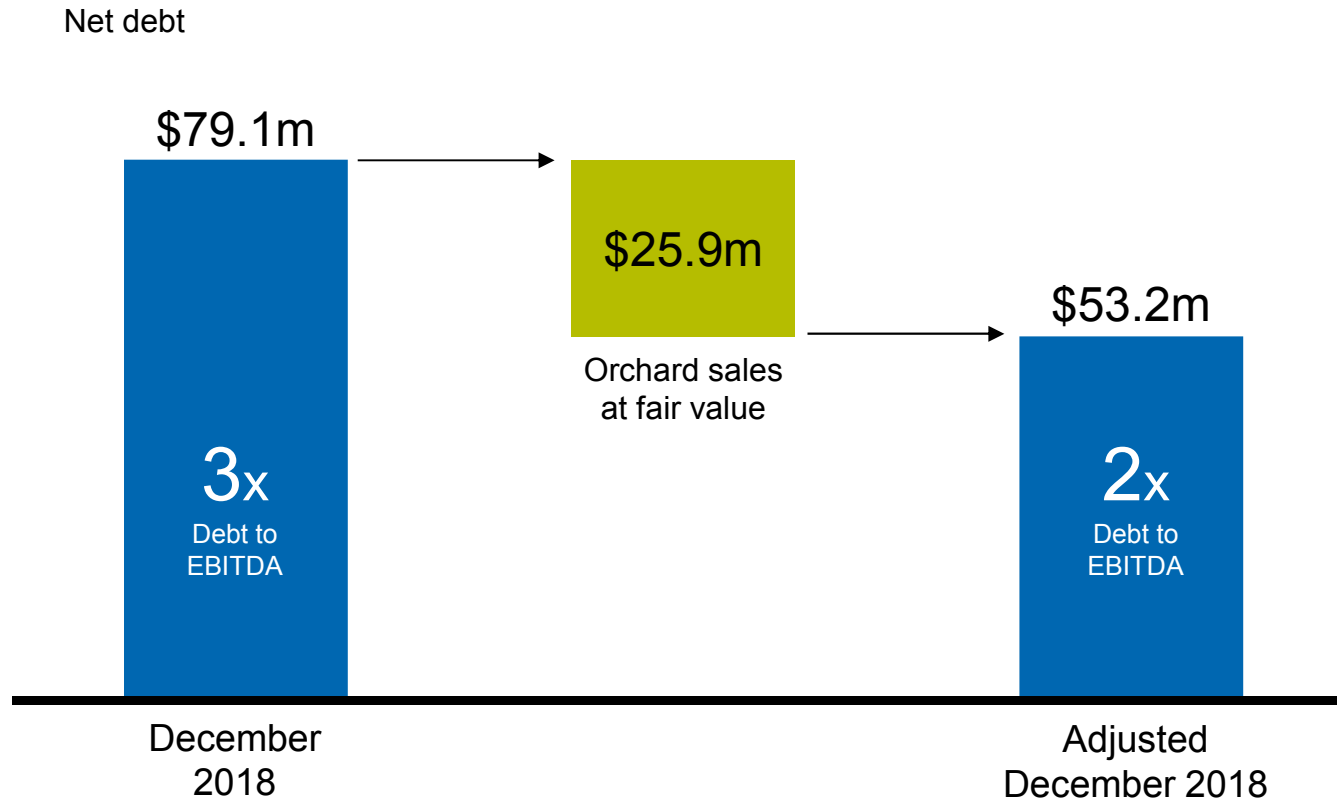 Net debt
$79.1m
$25.9m
Orchard sales
at fair value
$53.2m
3x
Debt to
EBITDA
2x
Debt to
EBITDA
December
2018
Adjusted
December 2018